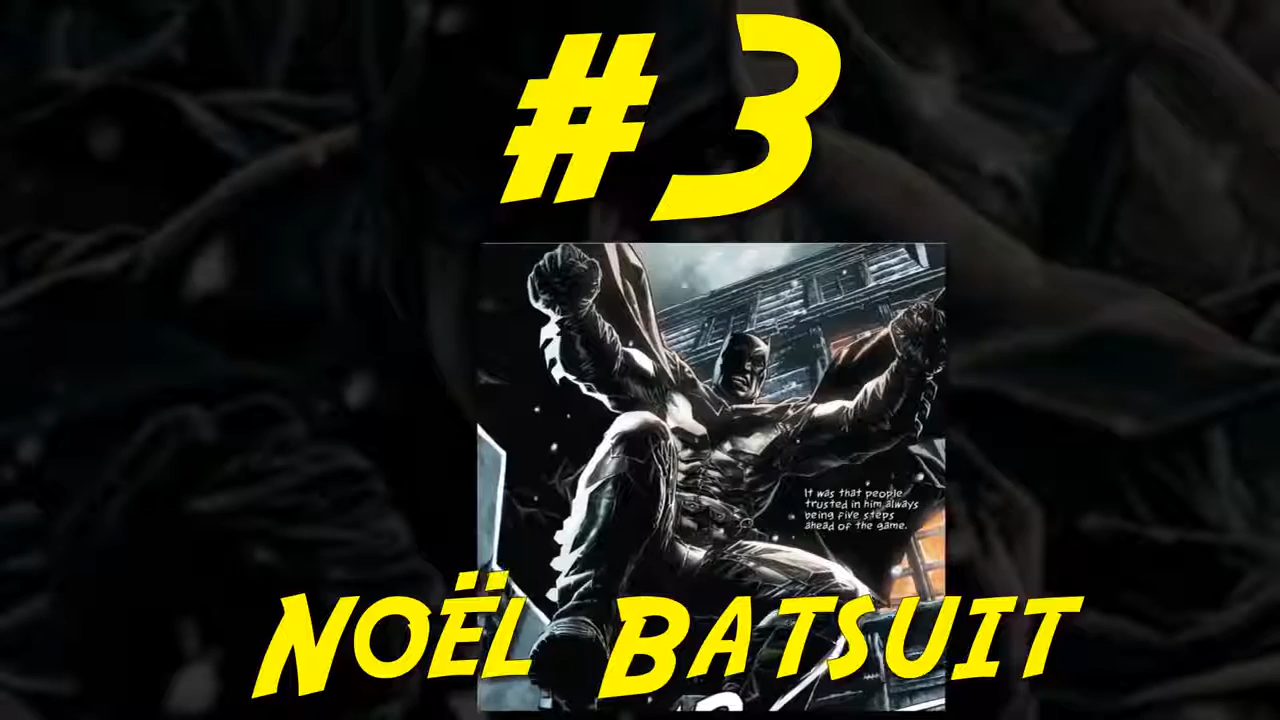 #3
It was that people
trusted in him always
being five steps
ahead of the game.
NOËL BATSUIT